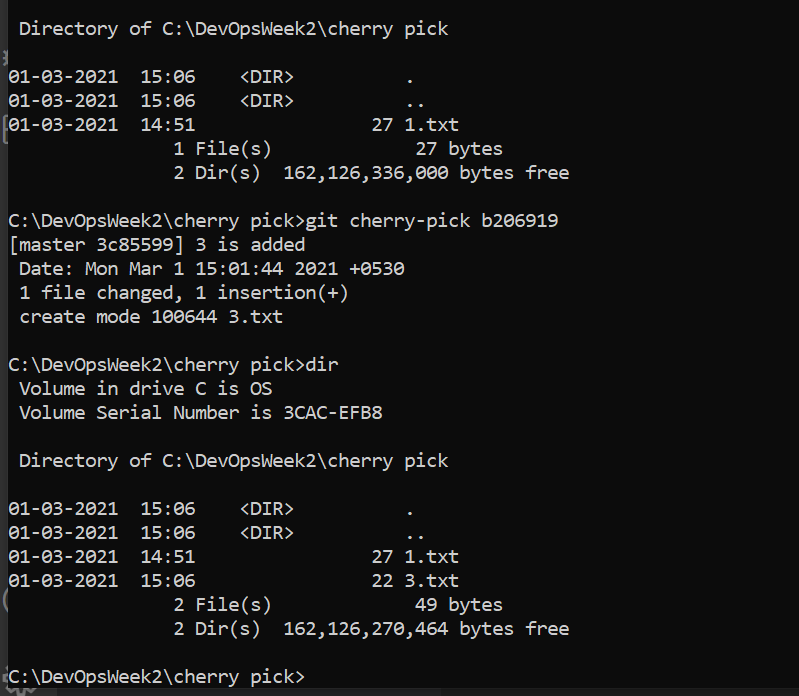 Directory of C:\DevOpsWeek2\cherry pick
01-03-2021  15:06    <DIR>          .
01-03-2021  15:06    <DIR>          ..
01-03-2021  14:51                27 1.txt
1 File(s)             27 bytes
2 Dir(s)  162,126,336,000 bytes free
C:\DevOpsWeek2\cherry pick>git cherry-pick b206919
[master 3c85599] 3 is added
Date: Mon Mar 1 15:01:44 2021 +0530
1 file changed, 1 insertion(+)
create mode 100644 3.txt
C:\DevOpsWeek2\cherry pick>dir
Volume in drive C is OS
Volume Serial Number is 3CAC-EFB8
Directory of C:\DevOpsWeek2\cherry pick
01-03-2021  15:06    <DIR>          .
01-03-2021  15:06    <DIR>          ..
01-03-2021  14:51                27 1.txt
01-03-2021  15:06                22 3.txt
2 File(s)             49 bytes
2 Dir(s)  162,126,270,464 bytes free
C:\DevOpsWeek2\cherry pick>